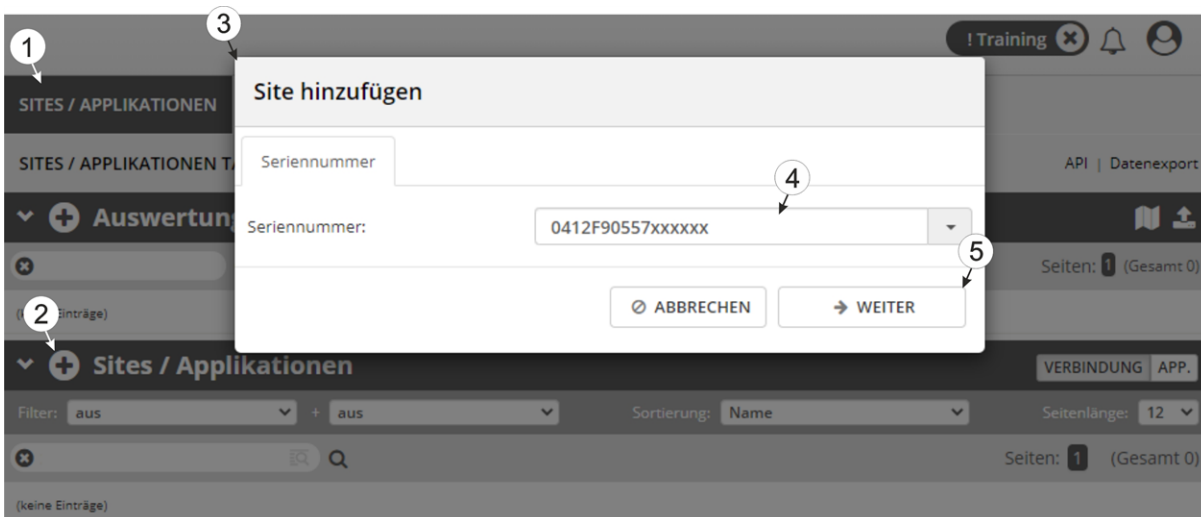 1
3
! Training
SITES / APPLIKATIONEN
Site hinzufügen
SITES / APPLIKATIONEN
Seriennummer
API | Datenexport
4
Auswertung
Seriennummer:
0412F90557xxxxxx
5
Seiten: 1 (Gesamt 0)
ABBRECHEN
WEITER
2
Einträge)
Sites / Applikationen
VERBINDUNG APP.
Filter: aus + aus Sortierung: Name Seitenlänge: 12
Seiten: 1 (Gesamt 0)
(keine Einträge)